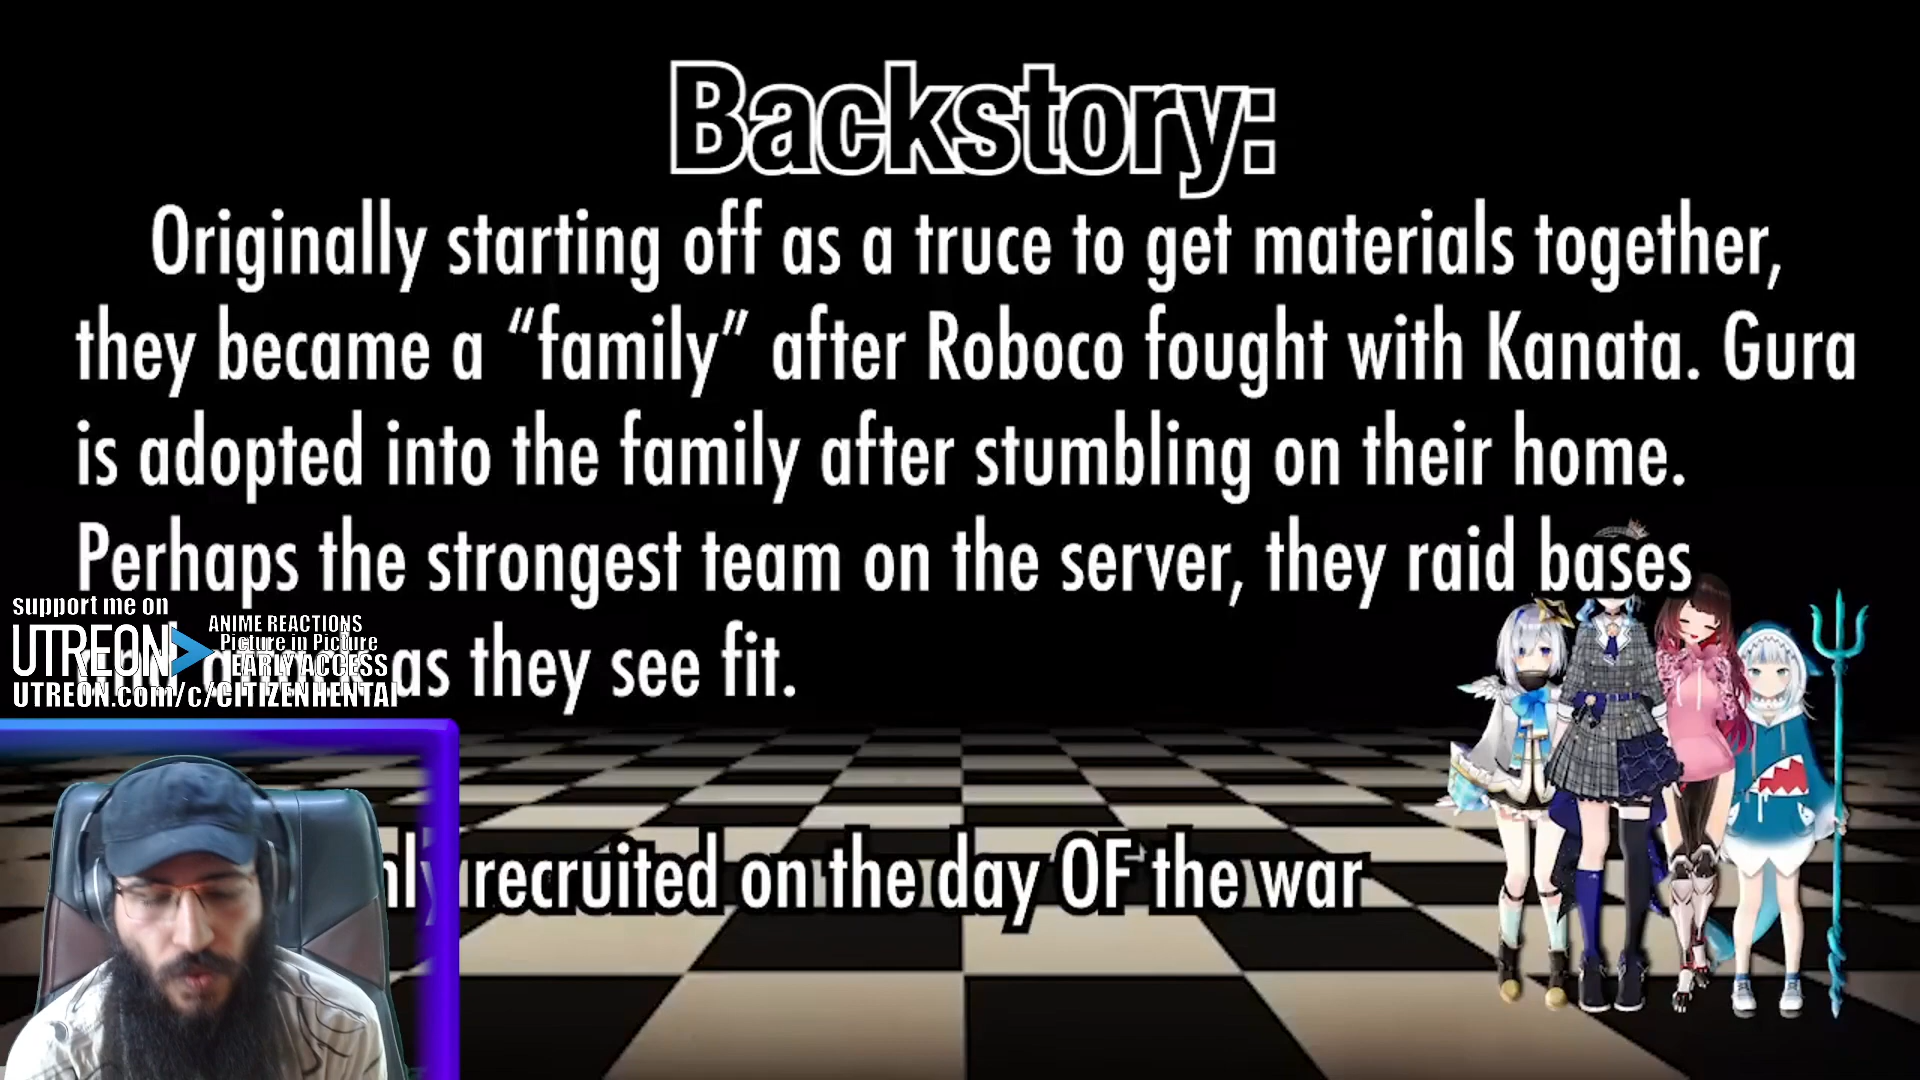 Backstory:
Originally starting off as a truce to get materials together,
they became a “family” after Roboco fought with Kanata. Gura
is adopted into the family after stumbling on their home.
Perhaps the strongest team on the server, they raid bases
as they see fit.
support me on
UTREON
ANIME REACTIONS
Picture in Picture
EARLY ACCESS
UTREON.com/c/CITIZENHENTAI
recruited on the day OF the war